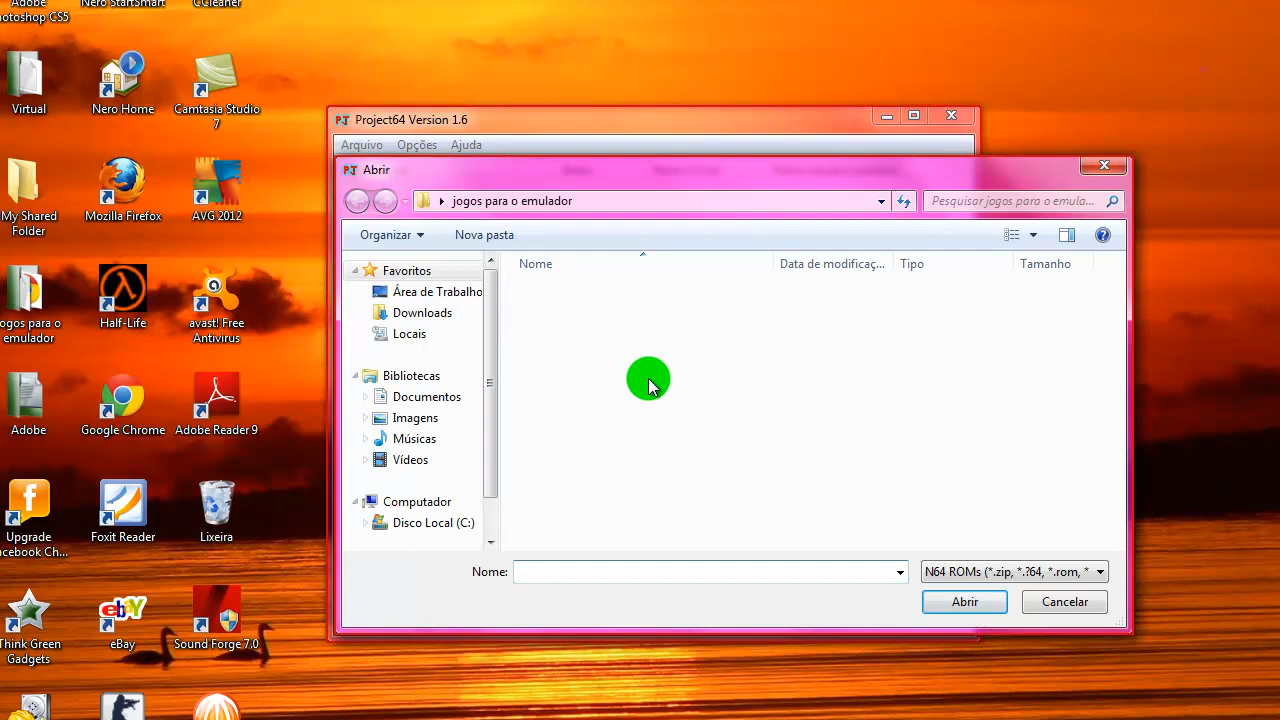 Adobe
hotoshop CS5
Nero StartSmart
CCleaner
Virtual
Nero Home
Camtasia Studio
7
My Shared
Folder
Mozilla Firefox
AVG 2012
jogos para o
emulador
Half-Life
avast! Free
Antivirus
Adobe
Google Chrome
Adobe Reader 9
Upgrade
acebook Ch...
Foxit Reader
Lixeira
Think Green
Gadgets
eBay
Sound Forge 7.0
Project64 Version 1.6
Arquivo Opções Ajuda
Abrir
jogos para o emulador
Pesquisar jogos para o emula...
Organizar
Nova pasta
Nome
Data de modificaç...
Tipo
Tamanho
Favoritos
Área de Trabalho
Downloads
Locais
Bibliotecas
Documentos
Imagens
Músicas
Vídeos
Computador
Disco Local (C:)
Nome:
N64 ROMs (*.zip, *.?64, *.rom, *
Abrir
Cancelar